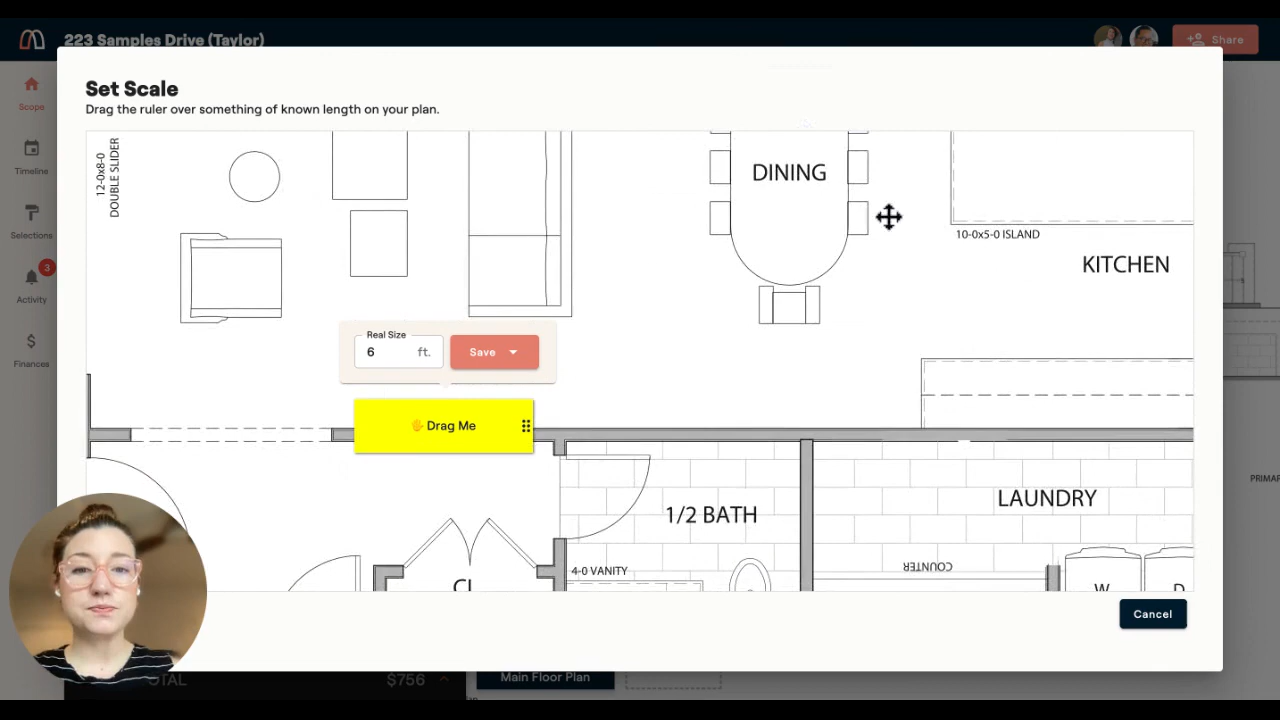 223 Samples Drive (Taylor)
Share
Scope
Timeline
Selections
3
Activity
Finances
Set Scale
Drag the ruler over something of known length on your plan.
12-0x8-0
DOUBLE SLIDER
DINING
10-0x5-0 ISLAND
KITCHEN
Real Size
6 ft.
Save
Drag Me
1/2 BATH
LAUNDRY
4-0 VANITY
COUNTER
CL
W
D
Cancel
TOTAL
$756
Main Floor Plan